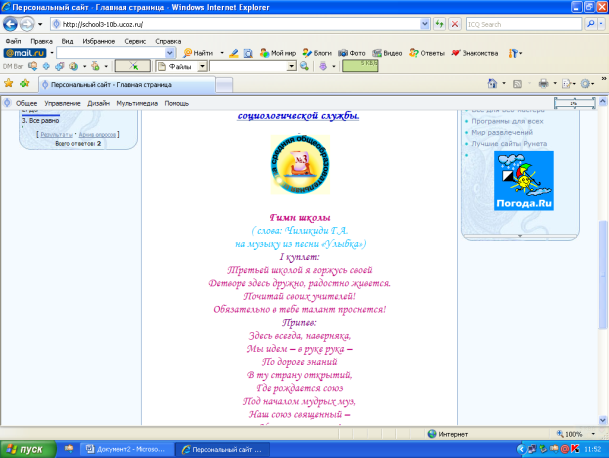 Персональный сайт - Главная страница - Windows Internet Explorer
http://school3-10b.ucoz.ru/
ICQ Search
Файл Правка Вид Избранное Сервис Справка
@mail.ru Найти Мой мир Блоги Фото Видео Ответы Знакомства
DM Bar Файлы 5 KB/s
Персональный сайт - Главная страница
Общее Управление Дизайн Мультимедиа Помощь
3. Все равно
[ Результаты · Архив опросов ]
Всего ответов: 2
социологической службы.
№3
Гимн школы
( слова: Чиликиди Г.А.
на музыку из песни «Улыбка»)
I куплет:
Третьей школой я горжусь своей
Детворе здесь дружно, радостно живется.
Почитай своих учителей!
Обязательно в тебе талант проснется!
Припев:
Здесь всегда, наверняка,
Мы идем – в руке рука –
По дороге знаний
В ту страну открытий,
Где рождается союз
Под началом мудрых муз,
Наш союз священный –
Программы для всех
Мир развлечений
Лучшие сайты Рунета
Погода.Ru
Интернет
100%
пуск
Документ2 - Microso...
Персональный сайт ...
11:52